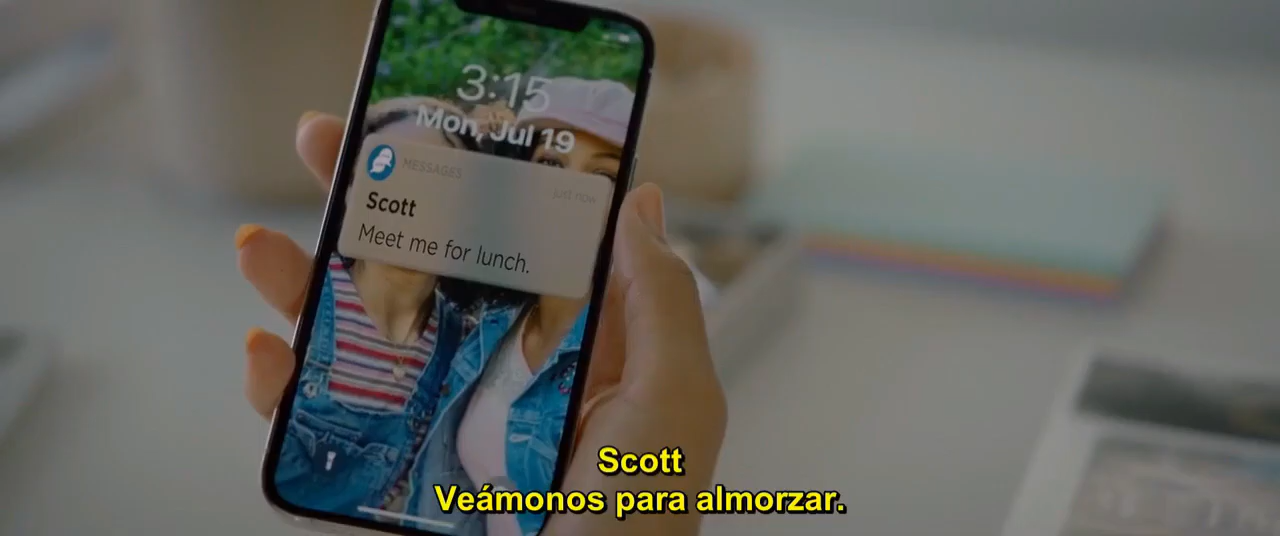 3:15
Mon, Jul 19
MESSAGES
just now
Scott
Meet me for lunch.
Scott
Veámonos para almorzar.